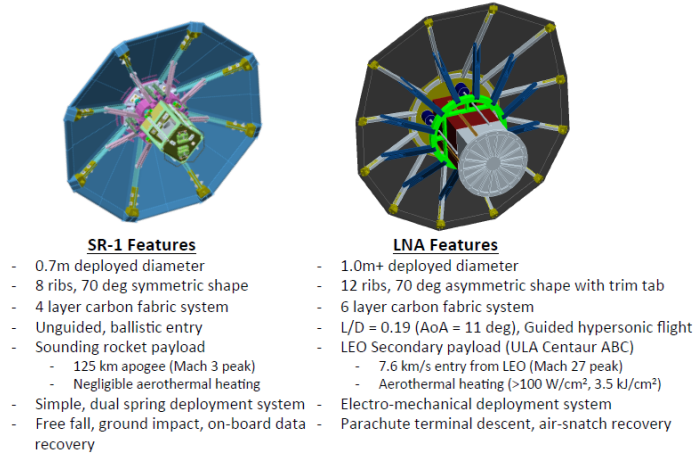 SR-1 Features
- 0.7m deployed diameter
- 8 ribs, 70 deg symmetric shape
- 4 layer carbon fabric system
- Unguided, ballistic entry
- Sounding rocket payload
- 125 km apogee (Mach 3 peak)
- Negligible aerothermal heating
- Simple, dual spring deployment system
- Free fall, ground impact, on-board data
recovery
LNA Features
- 1.0m+ deployed diameter
- 12 ribs, 70 deg asymmetric shape with trim tab
- 6 layer carbon fabric system
- L/D = 0.19 (AoA = 11 deg), Guided hypersonic flight
- LEO Secondary payload (ULA Centaur ABC)
- 7.6 km/s entry from LEO (Mach 27 peak)
- Aerothermal heating (>100 W/cm², 3.5 kJ/cm²)
- Electro-mechanical deployment system
- Parachute terminal descent, air-snatch recovery